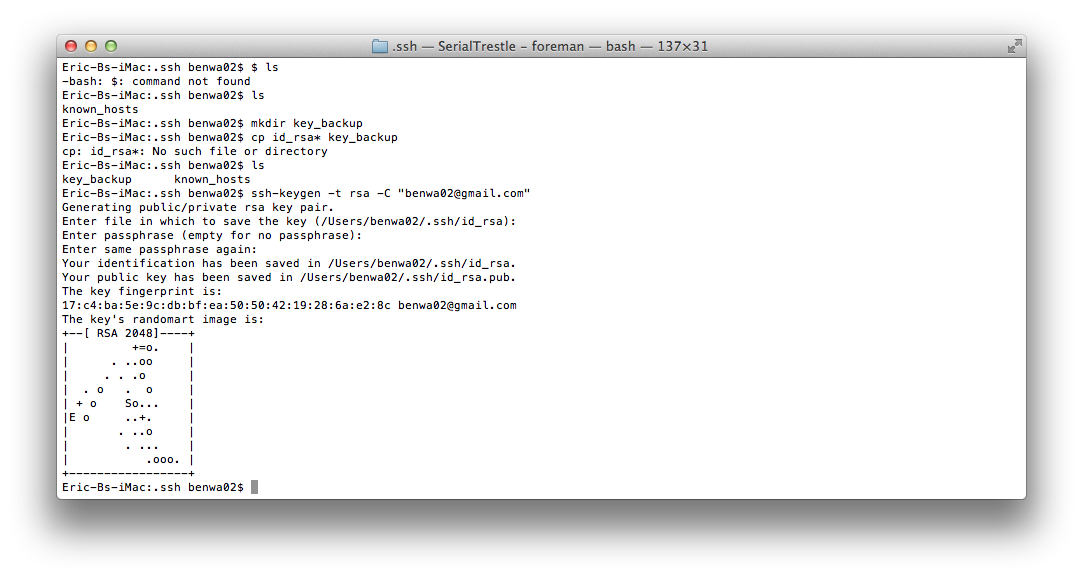 .ssh — SerialTrestle – foreman — bash — 137×31
Eric-Bs-iMac:.ssh benwa02$ $ ls
-bash: $: command not found
Eric-Bs-iMac:.ssh benwa02$ ls
known_hosts
Eric-Bs-iMac:.ssh benwa02$ mkdir key_backup
Eric-Bs-iMac:.ssh benwa02$ cp id_rsa* key_backup
cp: id_rsa*: No such file or directory
Eric-Bs-iMac:.ssh benwa02$ ls
key_backup      known_hosts
Eric-Bs-iMac:.ssh benwa02$ ssh-keygen -t rsa -C "benwa02@gmail.com"
Generating public/private rsa key pair.
Enter file in which to save the key (/Users/benwa02/.ssh/id_rsa):
Enter passphrase (empty for no passphrase):
Enter same passphrase again:
Your identification has been saved in /Users/benwa02/.ssh/id_rsa.
Your public key has been saved in /Users/benwa02/.ssh/id_rsa.pub.
The key fingerprint is:
17:c4:ba:5e:9c:db:bf:ea:50:50:42:19:28:6a:e2:8c benwa02@gmail.com
The key's randomart image is:
+--[ RSA 2048]----+
|         +=o.    |
|      . ..oo     |
|     . . .o      |
|  . o   .  o     |
| + o    So...    |
|E o     ..+.     |
|       . ..o     |
|        . ...    |
|           .ooo. |
+-----------------+
Eric-Bs-iMac:.ssh benwa02$